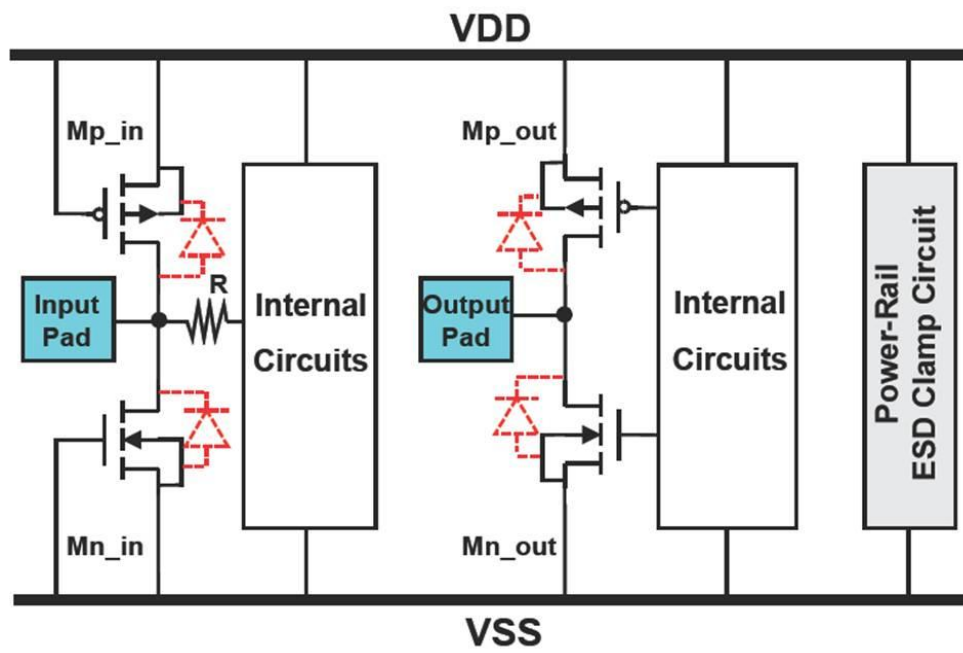 VDD
Mp_in
Mp_out
Input
Pad
R
Internal
Circuits
Output
Pad
Internal
Circuits
Power-Rail
ESD Clamp Circuit
Mn_in
Mn_out
VSS